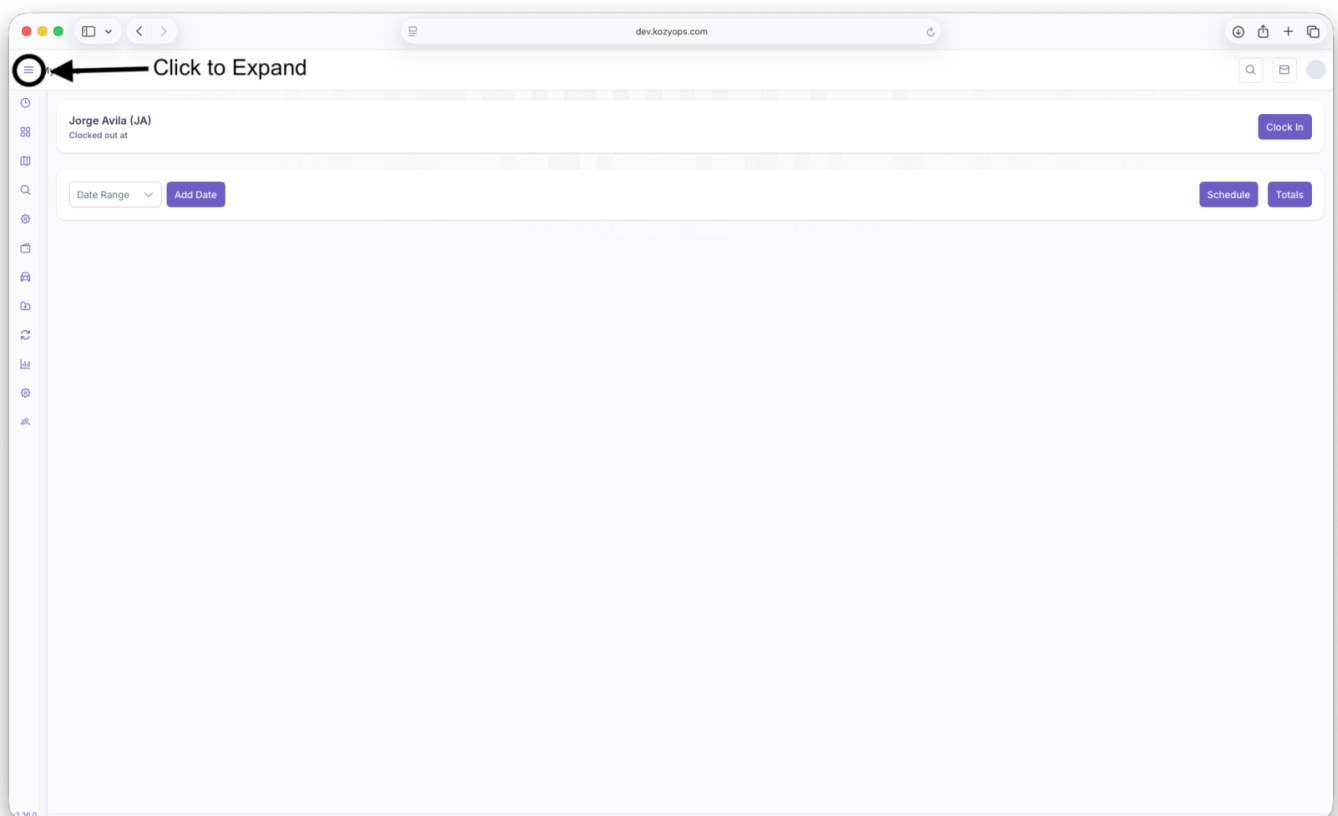 dev.kozyops.com
Click to Expand
Jorge Avila (JA)
Clocked out at
Clock In
Date Range
Add Date
Schedule
Totals